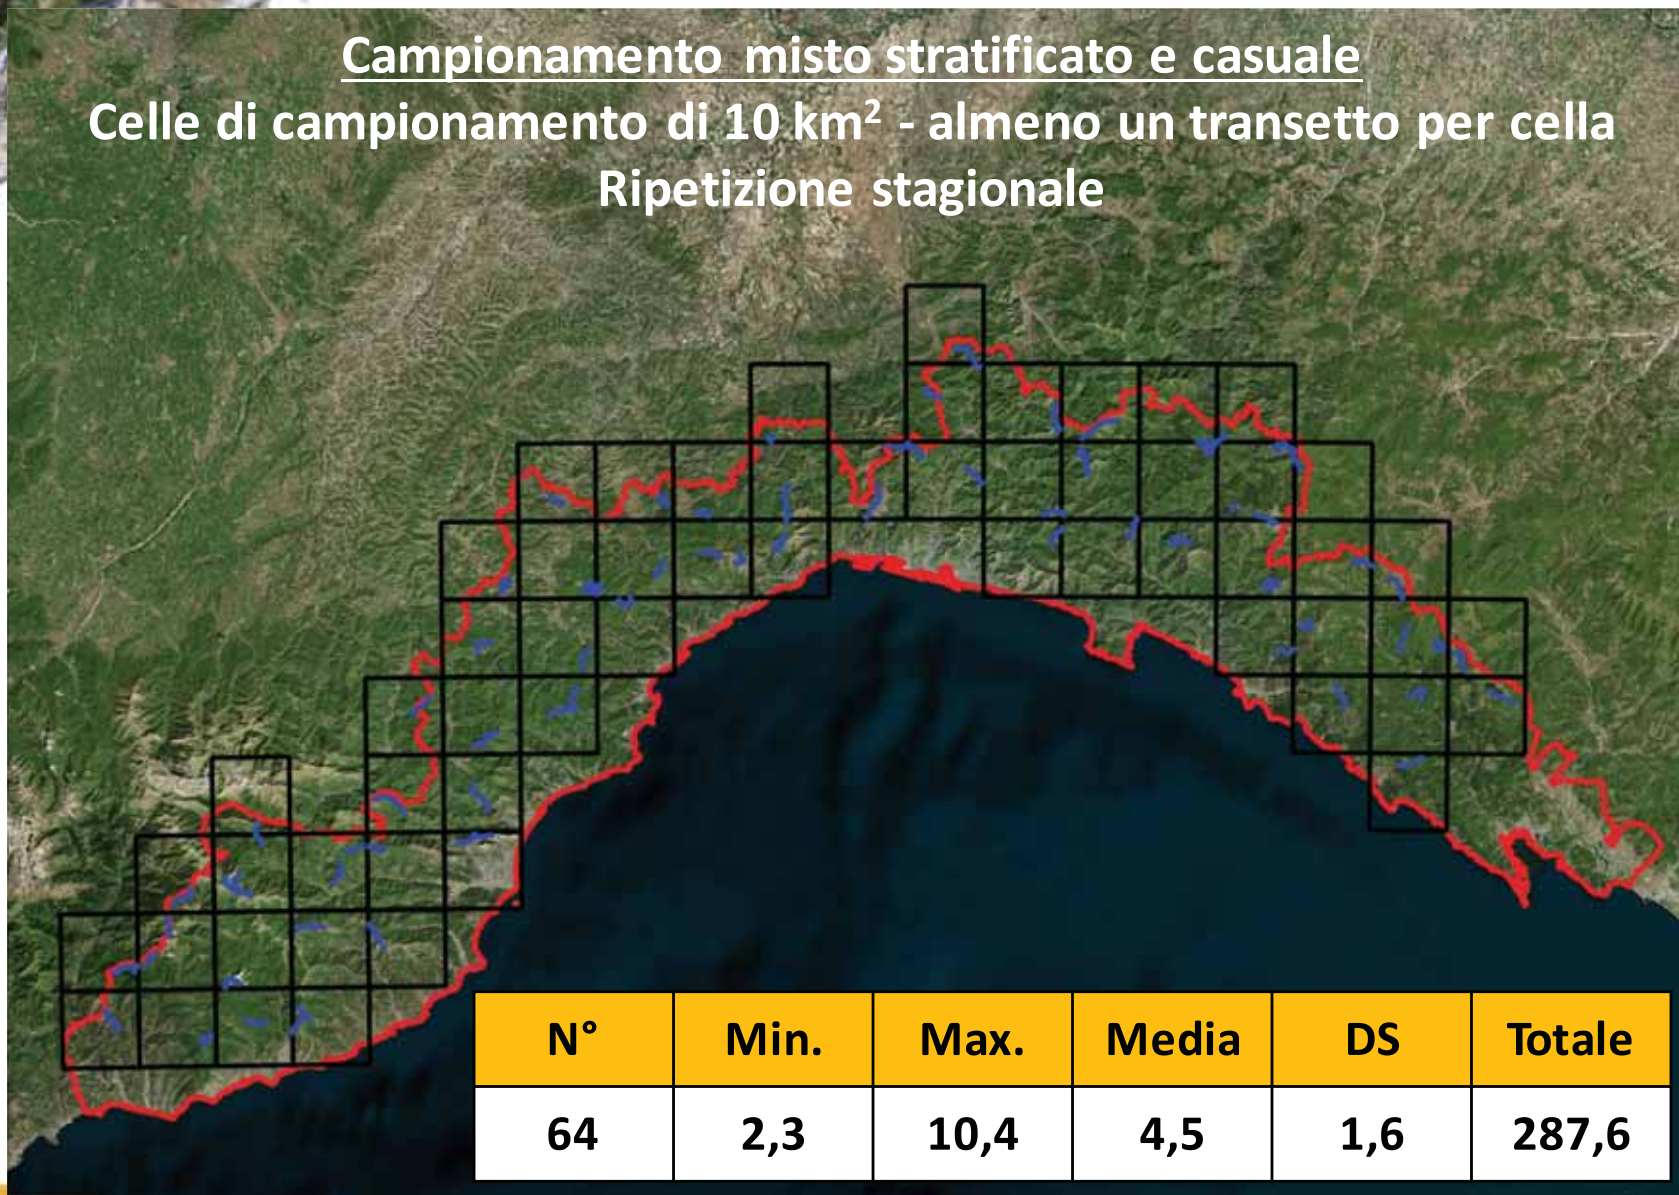 Campionamento misto stratificato e casuale
Celle di campionamento di 10 km² - almeno un transetto per cella
Ripetizione stagionale
N° Min. Max. Media DS Totale
64 2,3 10,4 4,5 1,6 287,6